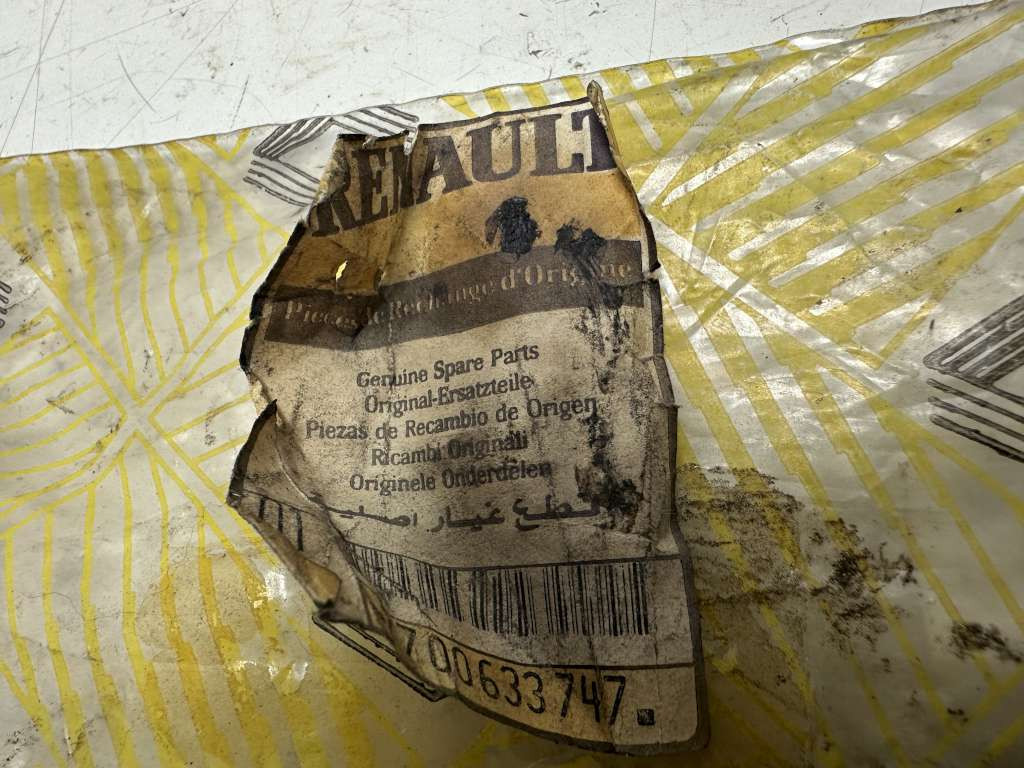 RENAULT
Pièces de Rechange d'Origine
Genuine Spare Parts
Original-Ersatzteile
Piezas de Recambio de Origen
Ricambi Originali
Originele Onderdelen
قطع غيار اصلية
700633747